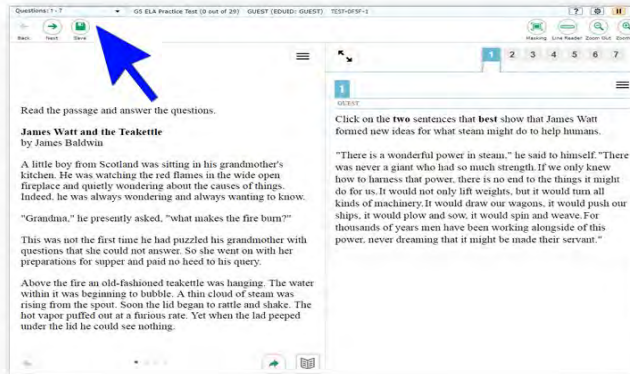 Questions: 1 - 7
G5 ELA Practice Test (0 out of 29) GUEST (EDUID: GUEST) TEST-
Back Next Save
Masking Line Reader Zoom Out Zoom
1 2 3 4 5 6 7
Read the passage and answer the questions.
James Watt and the Teakettle
by James Baldwin
A little boy from Scotland was sitting in his grandmother's
kitchen. He was watching the red flames in the wide open
fireplace and quietly wondering about the causes of things.
Indeed, he was always wondering and always wanting to know.
"Grandma," he presently asked, "what makes the fire burn?"
This was not the first time he had puzzled his grandmother with
questions that she could not answer. So she went on with her
preparations for supper and paid no heed to his query.
Above the fire an old-fashioned teakettle was hanging. The water
within it was beginning to bubble. A thin cloud of steam was
rising from the spout. Soon the lid began to rattle and shake. The
hot vapor puffed out at a furious rate. Yet when the lad peeped
under the lid he could see nothing.
1
GUEST
Click on the two sentences that best show that James Watt
formed new ideas for what steam might do to help humans.
"There is a wonderful power in steam," he said to himself. "There
was never a giant who had so much strength. If we only knew
how to harness that power, there is no end to the things it might
do for us. It would not only lift weights, but it would turn all
kinds of machinery. It would draw our wagons, it would push our
ships, it would plow and sow, it would spin and weave. For
thousands of years men have been working alongside of this
power, never dreaming that it might be made their servant."